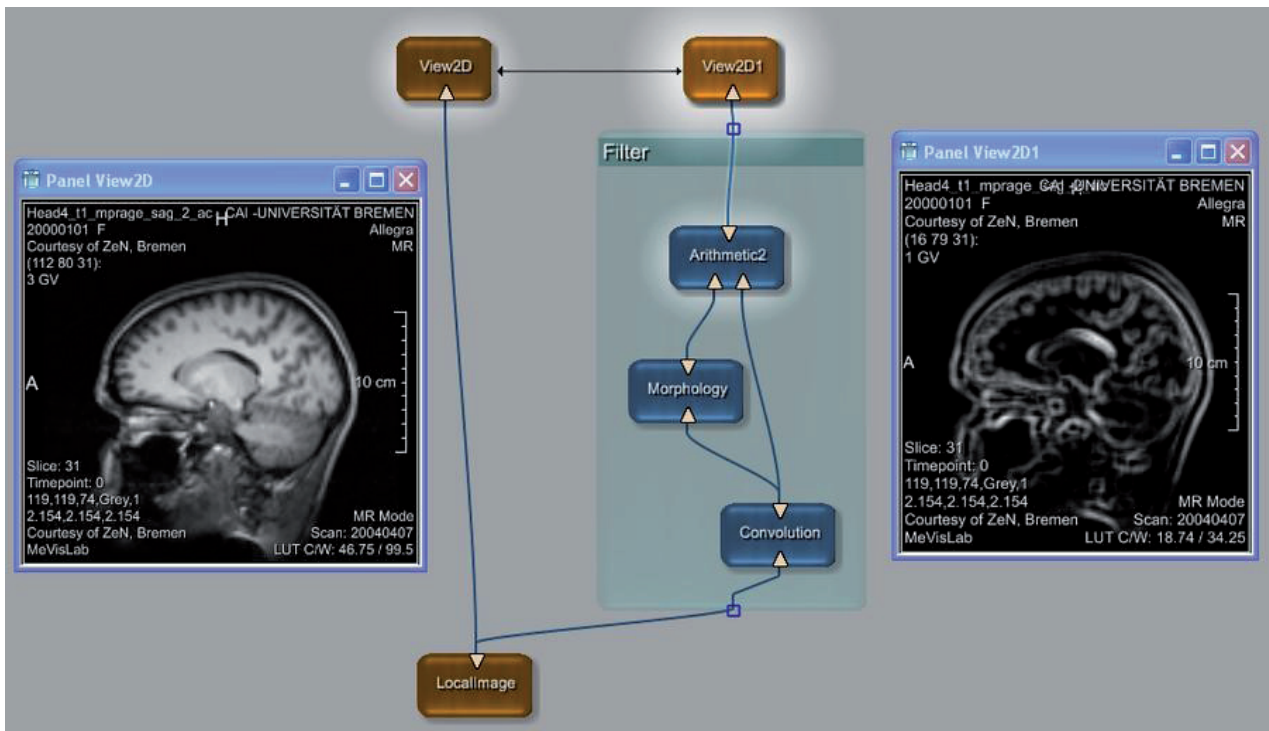 View2D
View2D1
Filter
Panel View2D
Head4_t1_mprage_sag_2_ac CAI -UNIVERSITÄT BREMEN
H
20000101 F
Allegra
Courtesy of ZeN, Bremen
MR
(112 80 31):
3 GV
A
10 cm
Slice: 31
Timepoint: 0
119,119,74,Grey,1
2.154,2.154,2.154
MR Mode
Courtesy of ZeN, Bremen
Scan: 20040407
MeVisLab
LUT C/W: 46.75 / 99.5
Arithmetic2
Morphology
Convolution
LocalImage
Panel View2D1
Head4_t1_mprage CAI -UNIVERSITÄT BREMEN
20000101 F
Allegra
Courtesy of ZeN, Bremen
MR
(16 79 31):
1 GV
A
10 cm
Slice: 31
Timepoint: 0
119,119,74,Grey,1
2.154,2.154,2.154
MR Mode
Courtesy of ZeN, Bremen
Scan: 20040407
MeVisLab
LUT C/W: 18.74 / 34.25